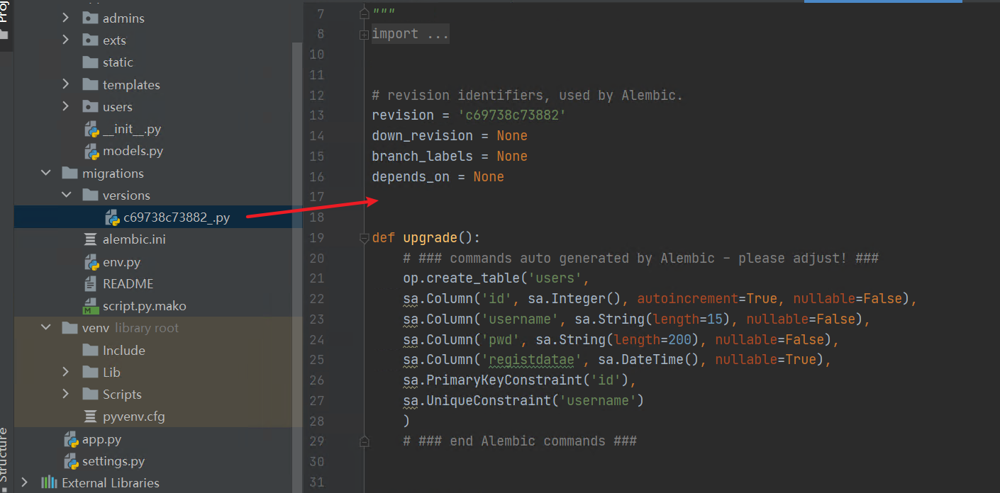 Proj
admins
exts
static
templates
users
__init__.py
models.py
migrations
versions
c69738c73882_.py
alembic.ini
env.py
README
script.py.mako
venv library root
Include
Lib
Scripts
pyvenv.cfg
app.py
settings.py
External Libraries
Structure
7 """
8 import ...
10
11
12 # revision identifiers, used by Alembic.
13 revision = 'c69738c73882'
14 down_revision = None
15 branch_labels = None
16 depends_on = None
17
18
19 def upgrade():
20 # ### commands auto generated by Alembic - please adjust! ###
21 op.create_table('users',
22 sa.Column('id', sa.Integer(), autoincrement=True, nullable=False),
23 sa.Column('username', sa.String(length=15), nullable=False),
24 sa.Column('pwd', sa.String(length=200), nullable=False),
25 sa.Column('registdatae', sa.DateTime(), nullable=True),
26 sa.PrimaryKeyConstraint('id'),
27 sa.UniqueConstraint('username')
28 )
29 # ### end Alembic commands ###
30
31